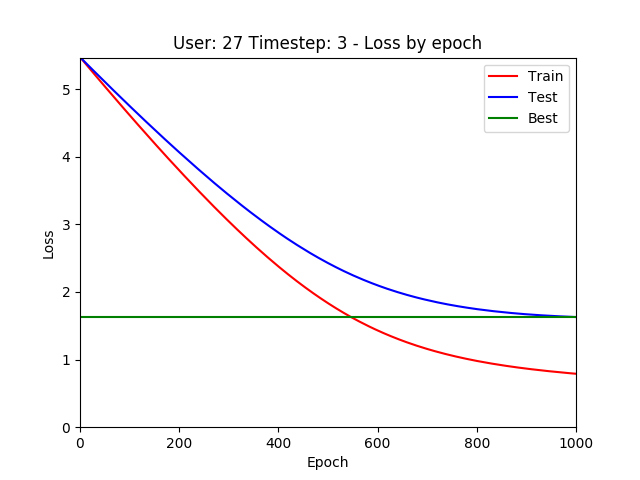 User: 27 Timestep: 3 - Loss by epoch
Train
Test
Best
5
4
3
2
1
0
Loss
0 200 400 600 800 1000
Epoch